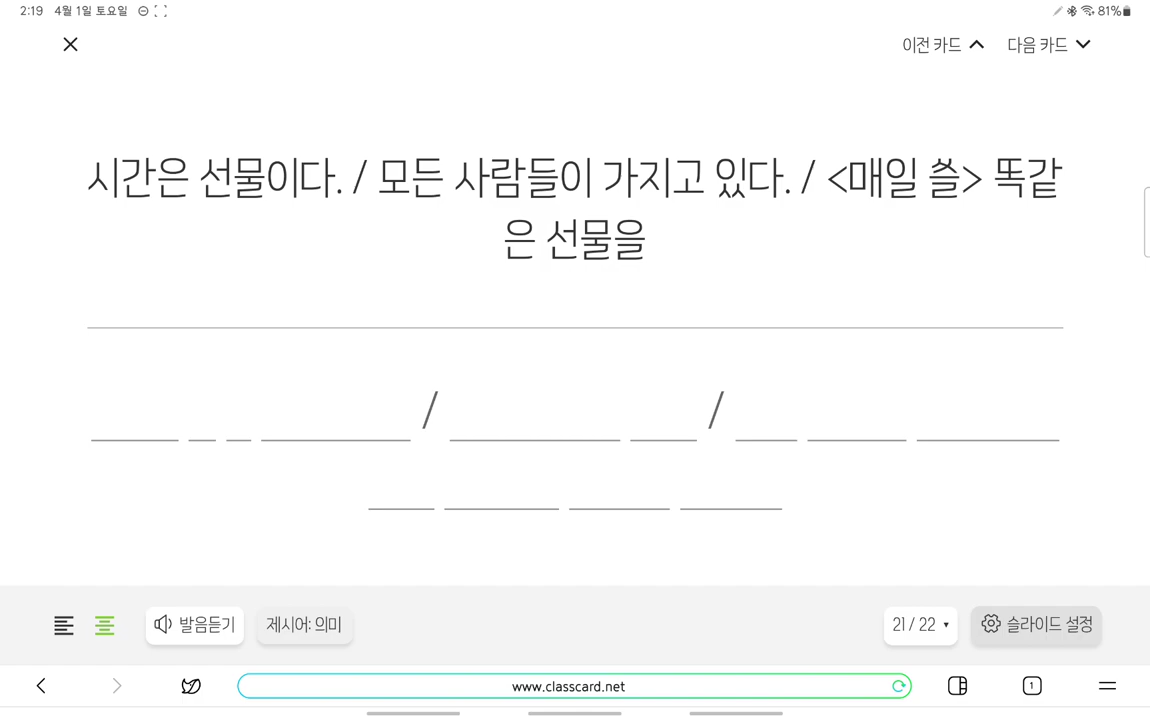 2:19 4월 1일 토요일 81%
이전 카드 다음 카드
시간은 선물이다. / 모든 사람들이 가지고 있다. / <매일 쓸> 똑같
은 선물을
/ /
발음듣기 제시어: 의미 21 / 22 슬라이드 설정
www.classcard.net 1